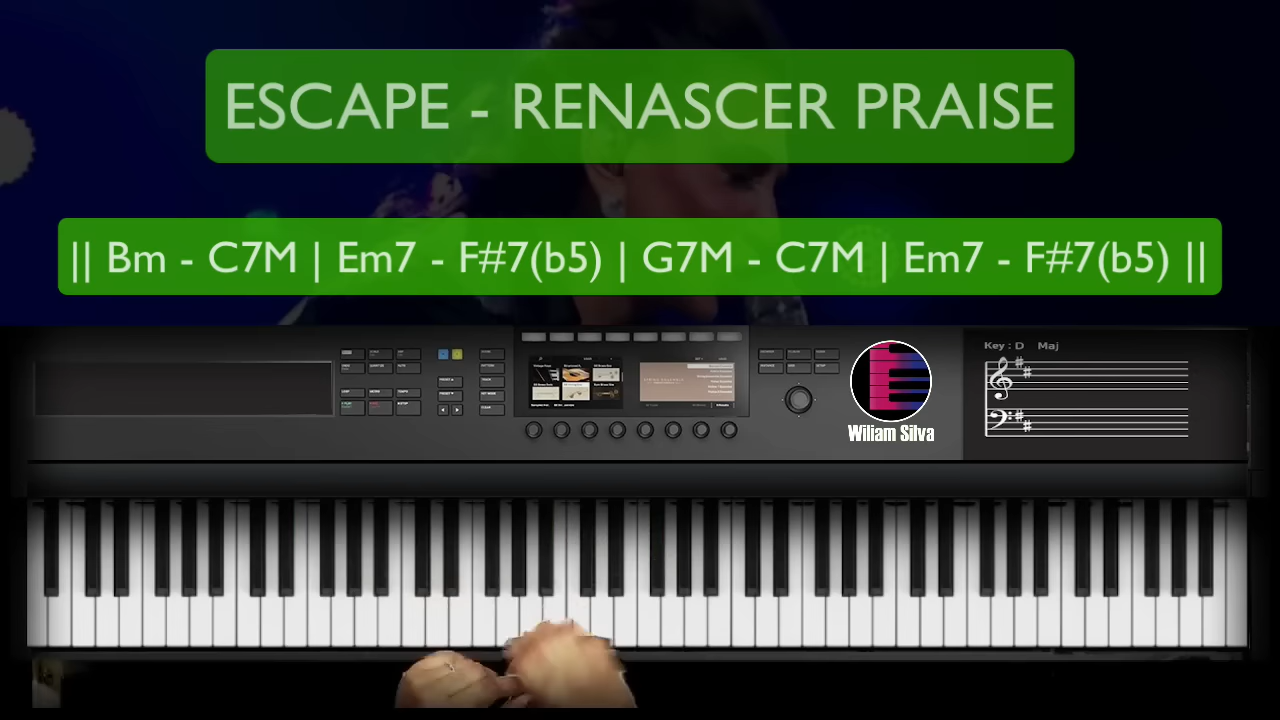 ESCAPE - RENASCER PRAISE
|| Bm - C7M | Em7 - F#7(b5) | G7M - C7M | Em7 - F#7(b5) ||
Key : D Maj
Wiliam Silva